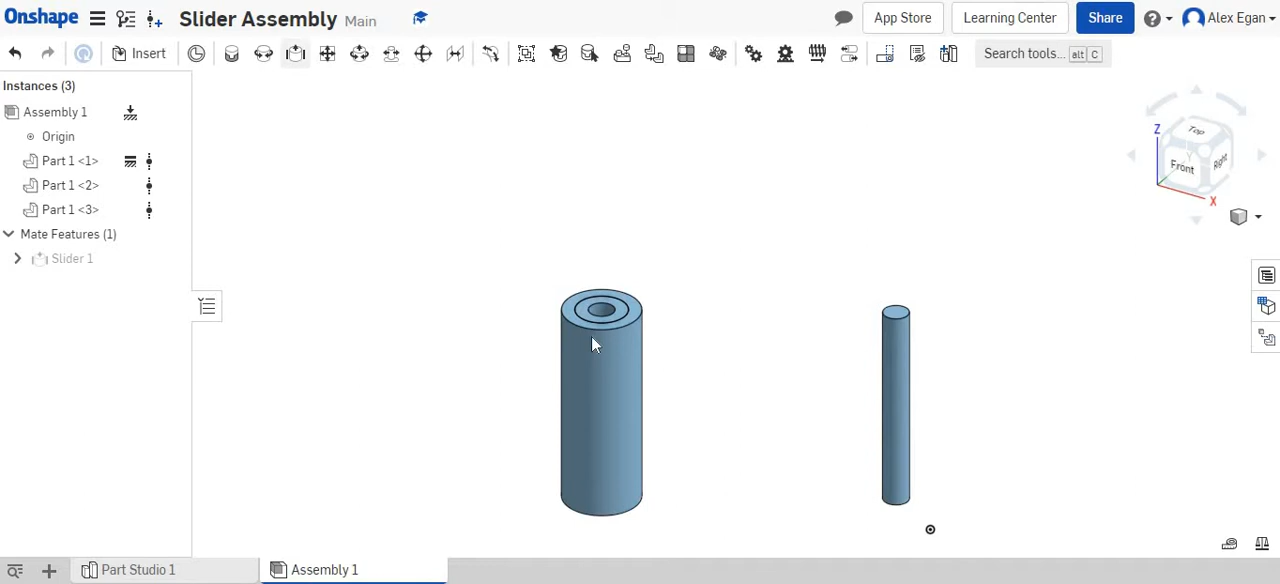 Onshape Slider Assembly Main App Store Learning Center Share Alex Egan
Insert Search tools... alt C
Instances (3)
Assembly 1
Origin
Part 1 <1>
Part 1 <2>
Part 1 <3>
Mate Features (1)
Slider 1
Top
Z
Front Right
X
Part Studio 1 Assembly 1